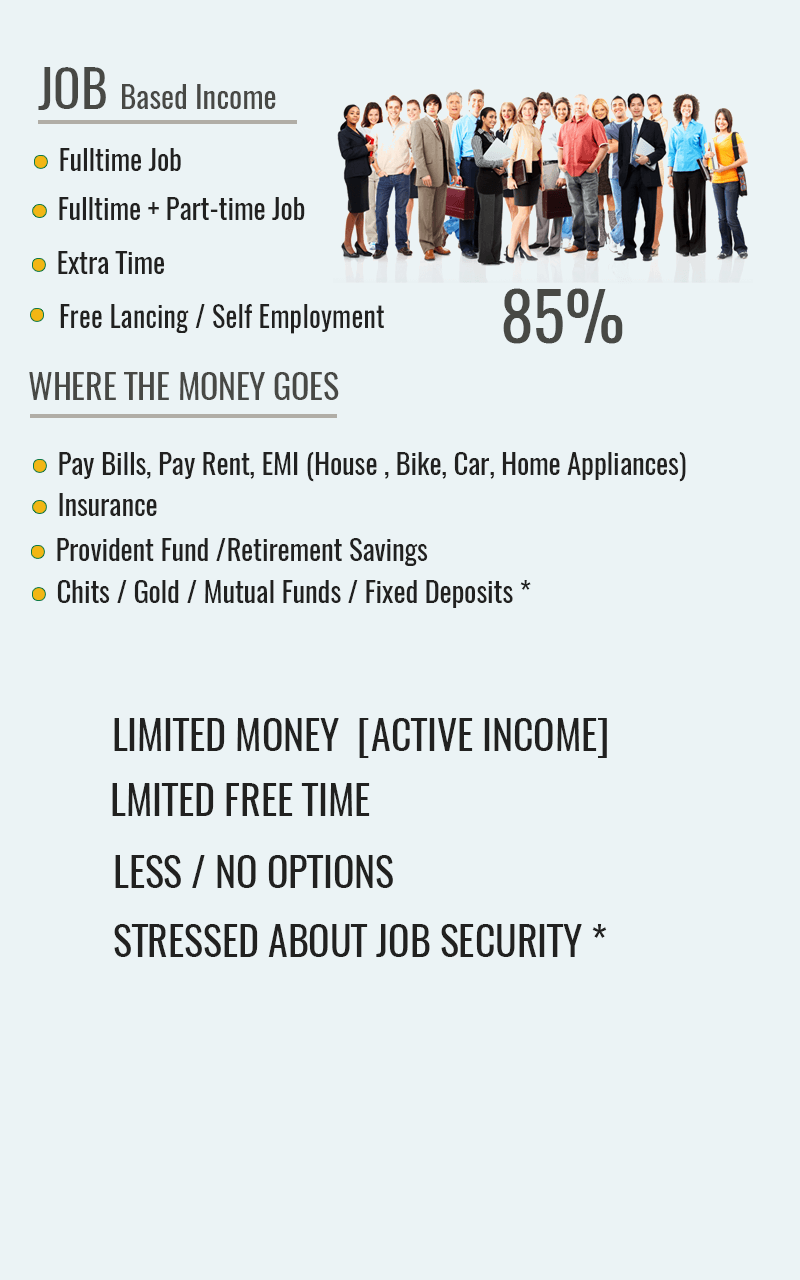 JOB Based Income
Fulltime Job
Fulltime + Part-time Job
Extra Time
Free Lancing / Self Employment
85%
WHERE THE MONEY GOES
Pay Bills, Pay Rent, EMI (House , Bike, Car, Home Appliances)
Insurance
Provident Fund /Retirement Savings
Chits / Gold / Mutual Funds / Fixed Deposits *
LIMITED MONEY [ACTIVE INCOME]
LMITED FREE TIME
LESS / NO OPTIONS
STRESSED ABOUT JOB SECURITY *